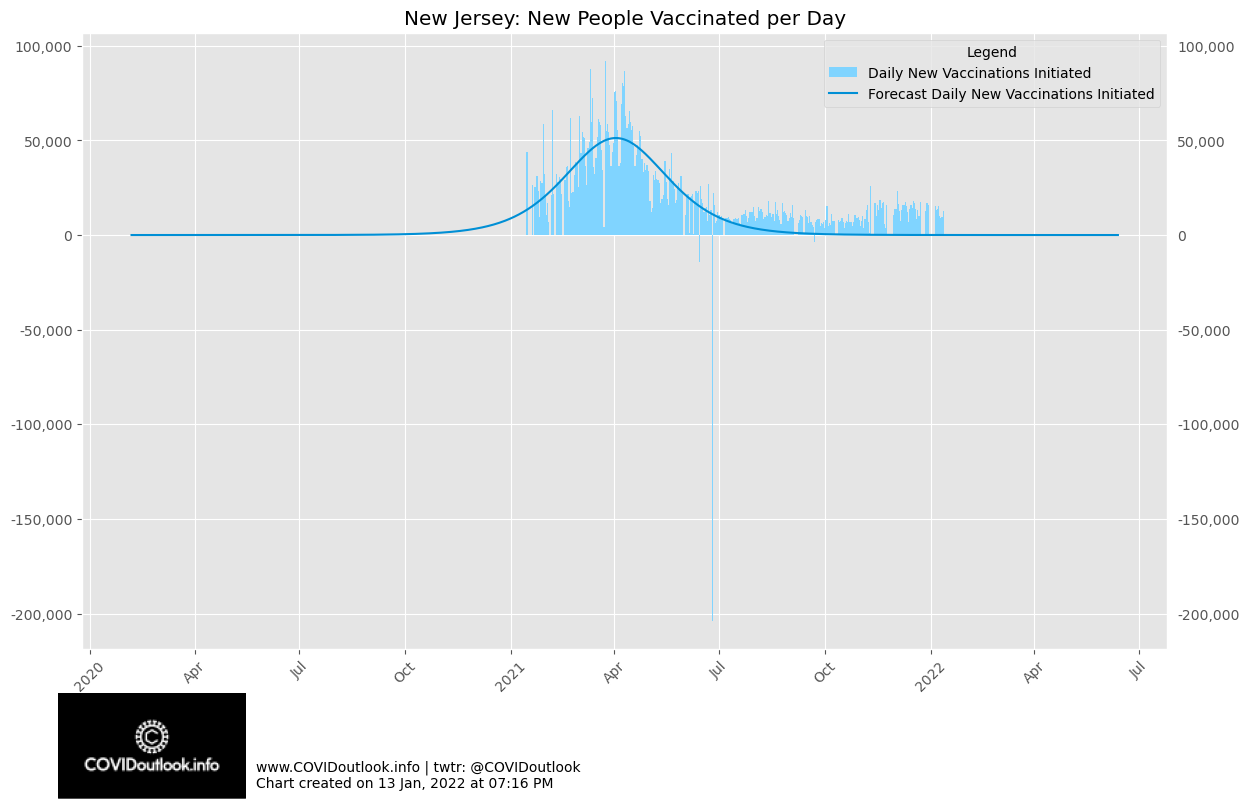 New Jersey: New People Vaccinated per Day
Legend
Daily New Vaccinations Initiated
Forecast Daily New Vaccinations Initiated
100,000
50,000
0
-50,000
-100,000
-150,000
-200,000
100,000
50,000
0
-50,000
-100,000
-150,000
-200,000
2020
Apr
Jul
Oct
2021
Apr
Jul
Oct
2022
Apr
Jul
C
COVIDoutlook.info
www.COVIDoutlook.info | twtr: @COVIDoutlook
Chart created on 13 Jan, 2022 at 07:16 PM